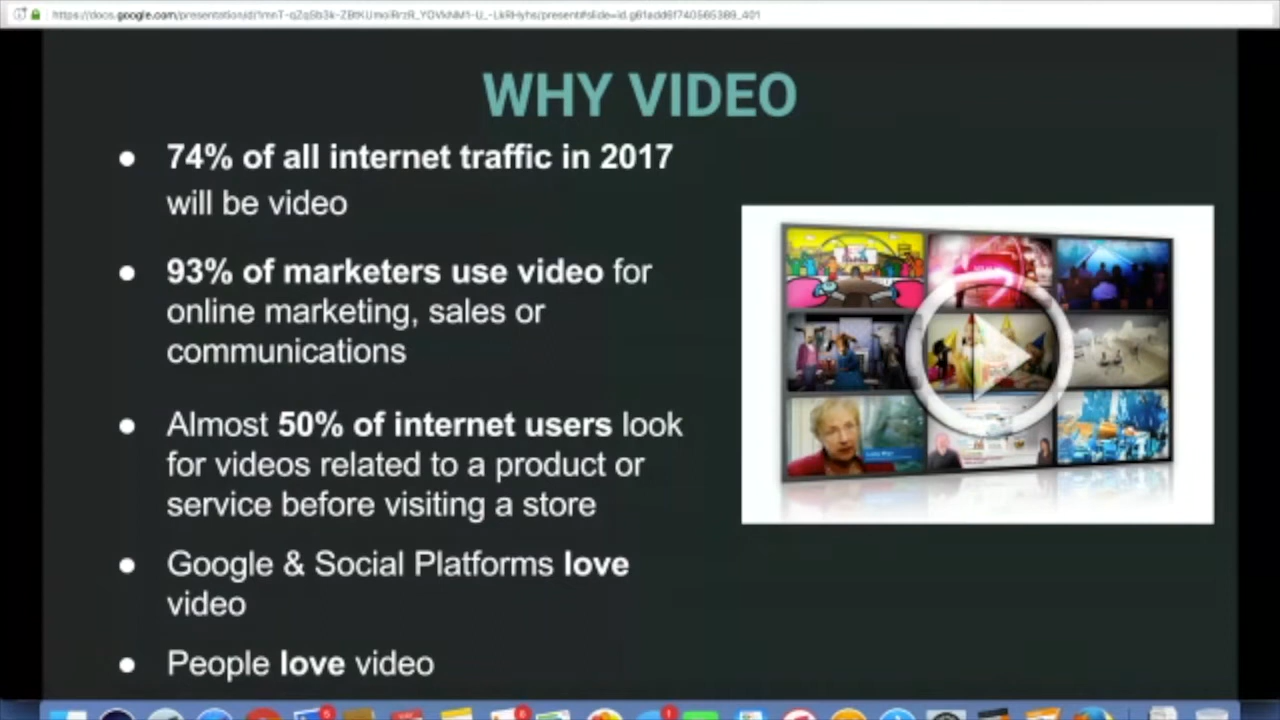 WHY VIDEO
● 74% of all internet traffic in 2017
will be video
● 93% of marketers use video for
online marketing, sales or
communications
● Almost 50% of internet users look
for videos related to a product or
service before visiting a store
● Google & Social Platforms love
video
● People love video